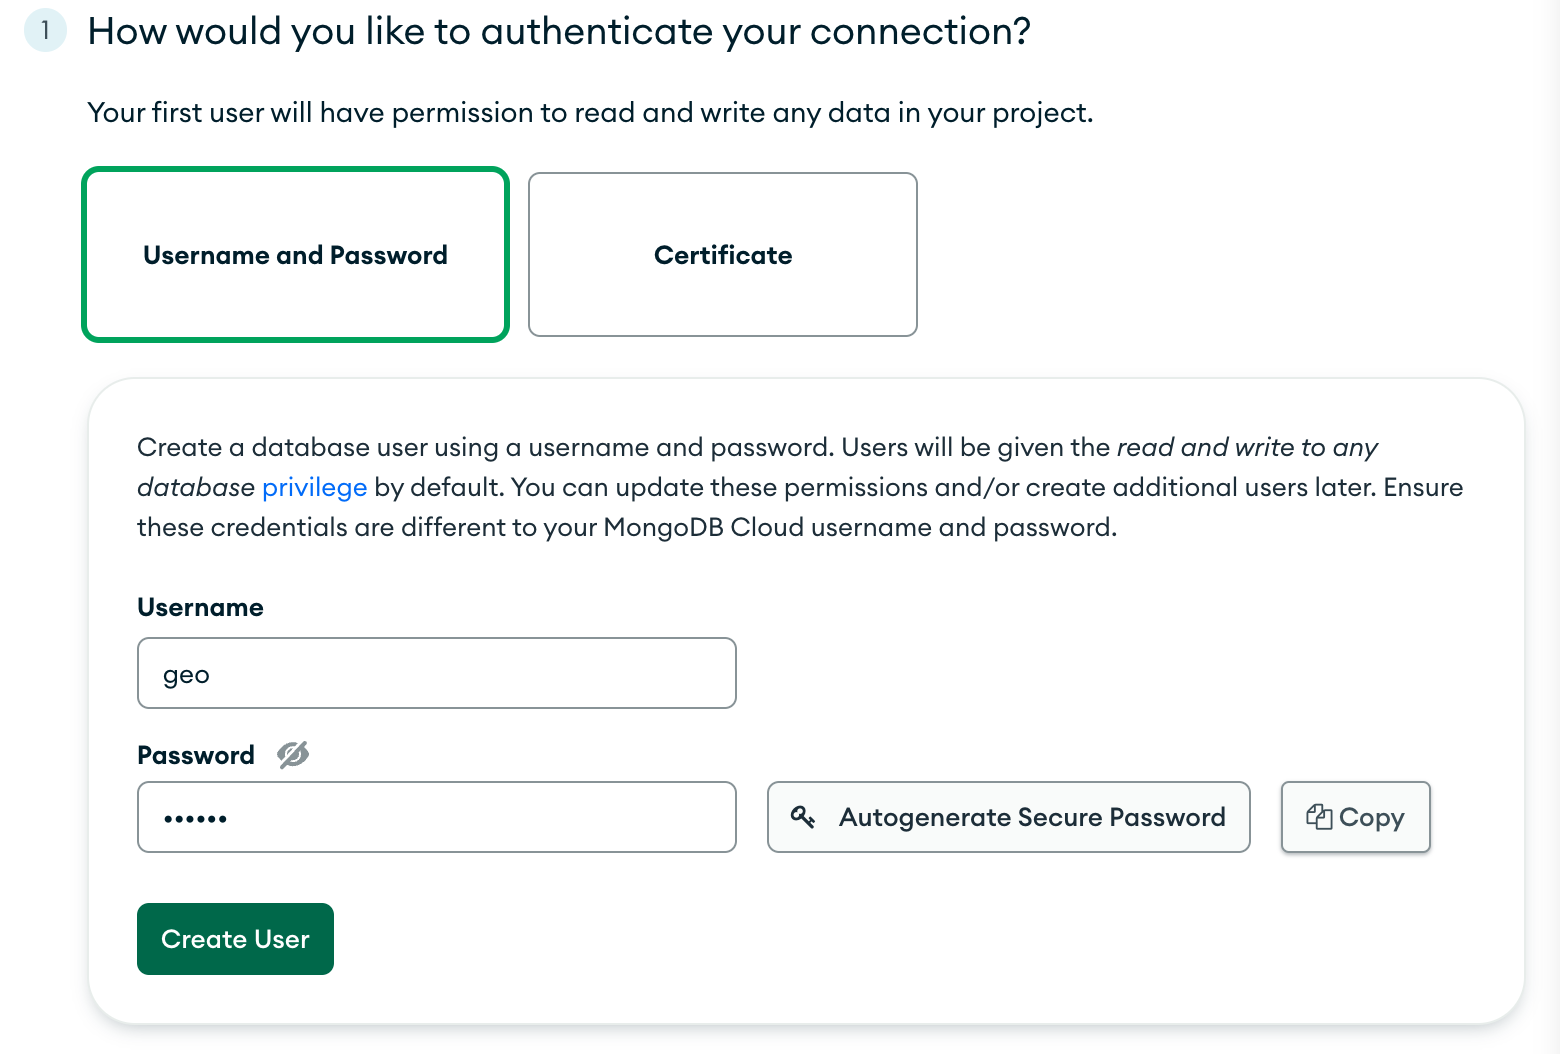 1 How would you like to authenticate your connection?
Your first user will have permission to read and write any data in your project.
Username and Password
Certificate
Create a database user using a username and password. Users will be given the read and write to any
database privilege by default. You can update these permissions and/or create additional users later. Ensure
these credentials are different to your MongoDB Cloud username and password.
Username
geo
Password
••••••
Autogenerate Secure Password
Copy
Create User